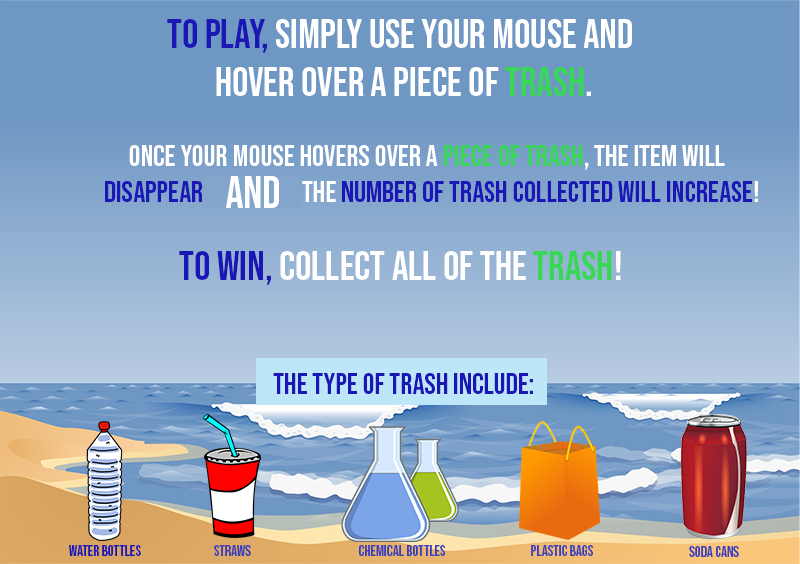 TO PLAY, SIMPLY USE YOUR MOUSE AND
HOVER OVER A PIECE OF TRASH.
ONCE YOUR MOUSE HOVERS OVER A PIECE OF TRASH, THE ITEM WILL
DISAPPEAR AND THE NUMBER OF TRASH COLLECTED WILL INCREASE!
TO WIN, COLLECT ALL OF THE TRASH!
THE TYPE OF TRASH INCLUDE:
WATER BOTTLES
STRAWS
CHEMICAL BOTTLES
PLASTIC BAGS
SODA CANS